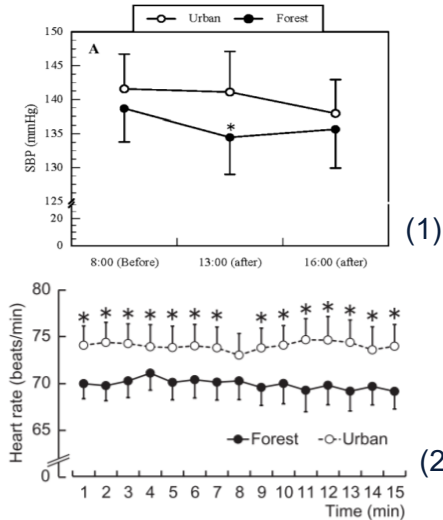 Urban Forest
150
A
145
140
*
135
130
125
20
0
SBP (mmHg)
8:00 (Before) 13:00 (after) 16:00 (after)
(1)
80
* * * * * * * * * * * * * *
75
70
65
0
Heart rate (beats/min)
Forest Urban
1 2 3 4 5 6 7 8 9 10 11 12 13 14 15
Time (min)
(2